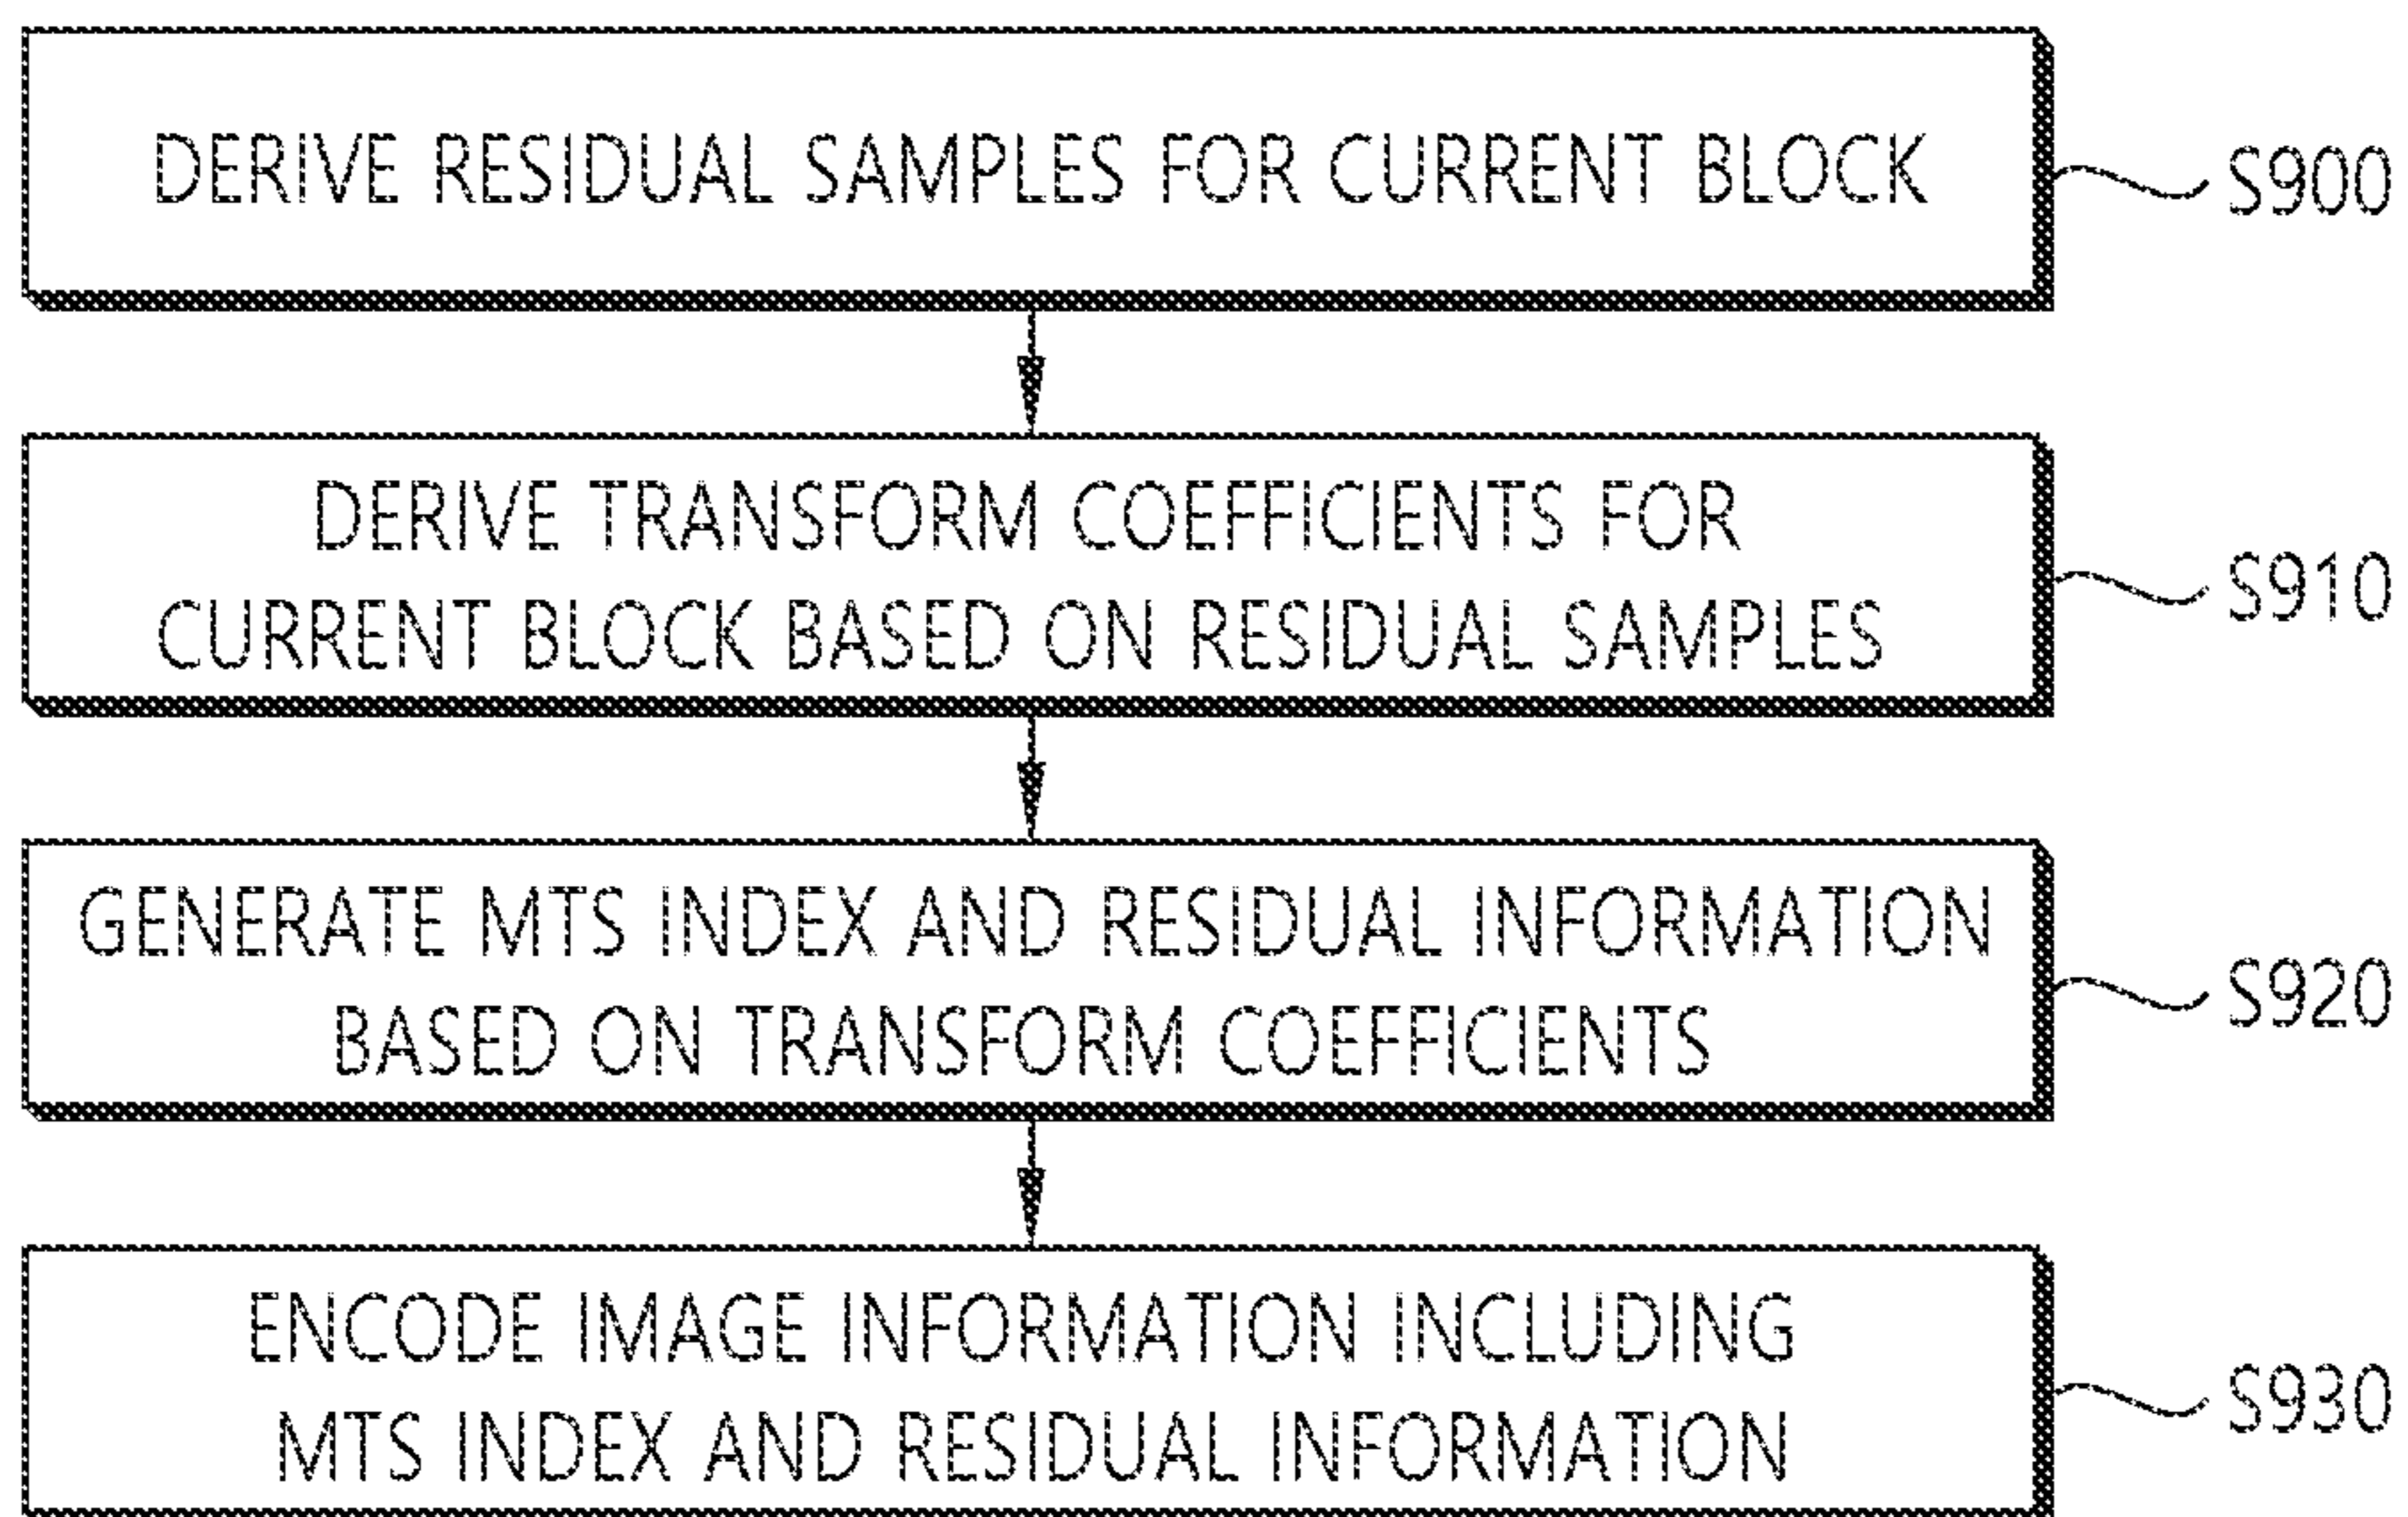 DERIVE RESIDUAL SAMPLES FOR CURRENT BLOCK
S900
DERIVE TRANSFORM COEFFICIENTS FOR
CURRENT BLOCK BASED ON RESIDUAL SAMPLES
S910
GENERATE MTS INDEX AND RESIDUAL INFORMATION
BASED ON TRANSFORM COEFFICIENTS
S920
ENCODE IMAGE INFORMATION INCLUDING
MTS INDEX AND RESIDUAL INFORMATION
S930